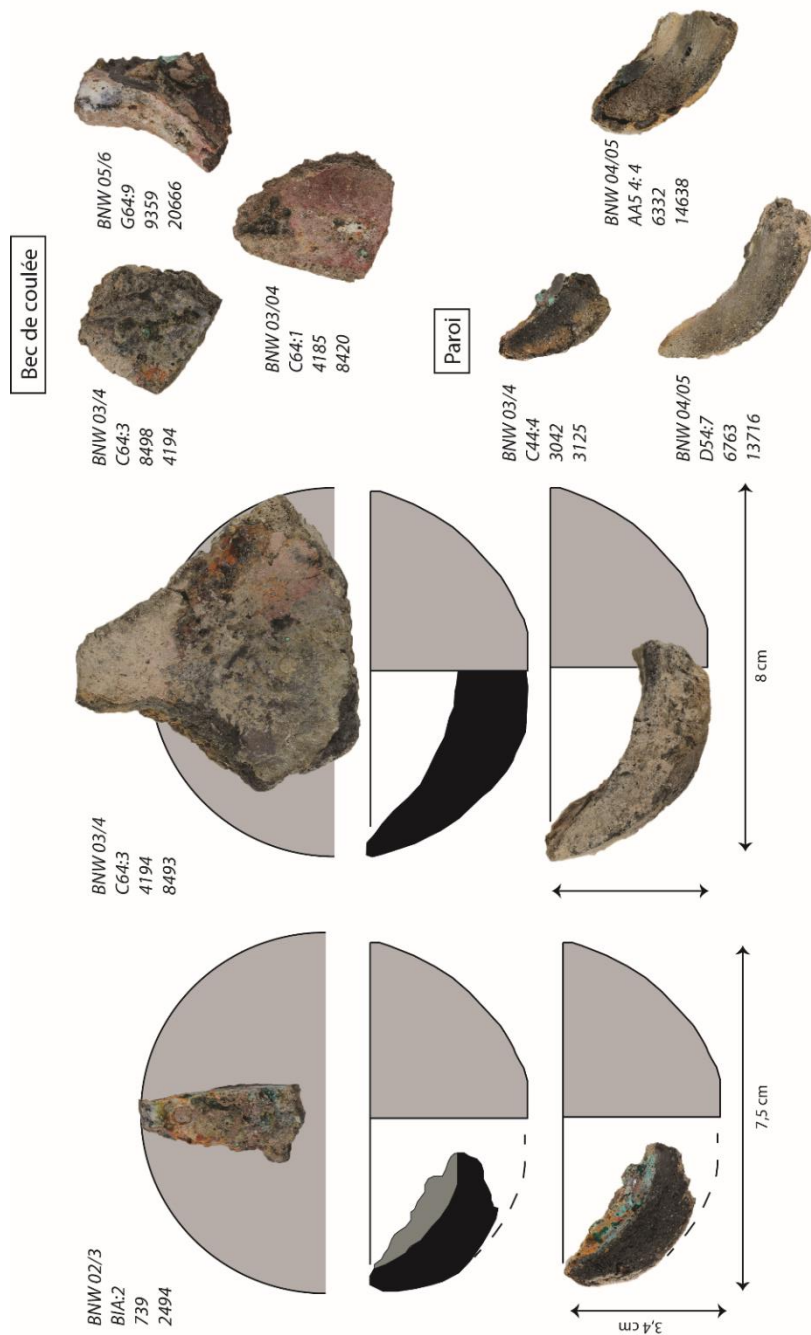 BNW 02/3
BIA:2
739
2494
3,4 cm
7,5 cm
BNW 03/4
C64:3
4194
8493
8 cm
Bec de coulée
BNW 03/4
C64:3
8498
4194
BNW 05/6
G64:9
9359
20666
BNW 03/04
C64:1
4185
8420
Paroi
BNW 03/4
C44:4
3042
3125
BNW 04/05
AA5 4: 4
6332
14638
BNW 04/05
D54:7
6763
13716